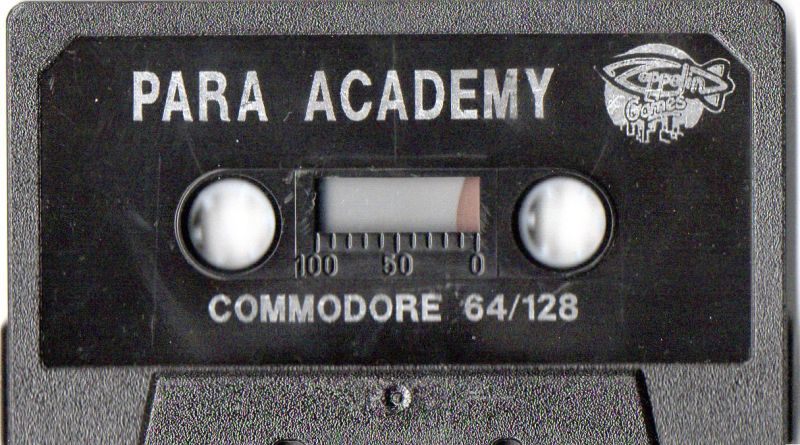 PARA ACADEMY
Zeppelin
Games
100 50 0
COMMODORE 64/128